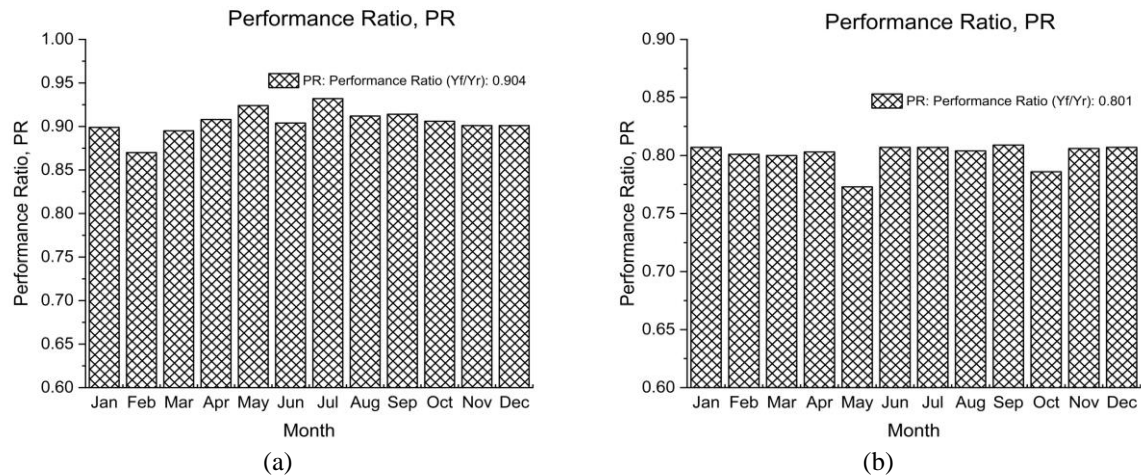 Performance Ratio, PR
1.00
0.95
0.90
0.85
0.80
0.75
0.70
0.65
0.60
Performance Ratio, PR
PR: Performance Ratio (Yf/Yr): 0.904
Jan Feb Mar Apr May Jun Jul Aug Sep Oct Nov Dec
Month
(a)
Performance Ratio, PR
0.90
0.85
0.80
0.75
0.70
0.65
0.60
Performance Ratio, PR
PR: Performance Ratio (Yf/Yr): 0.801
Jan Feb Mar Apr May Jun Jul Aug Sep Oct Nov Dec
Month
(b)